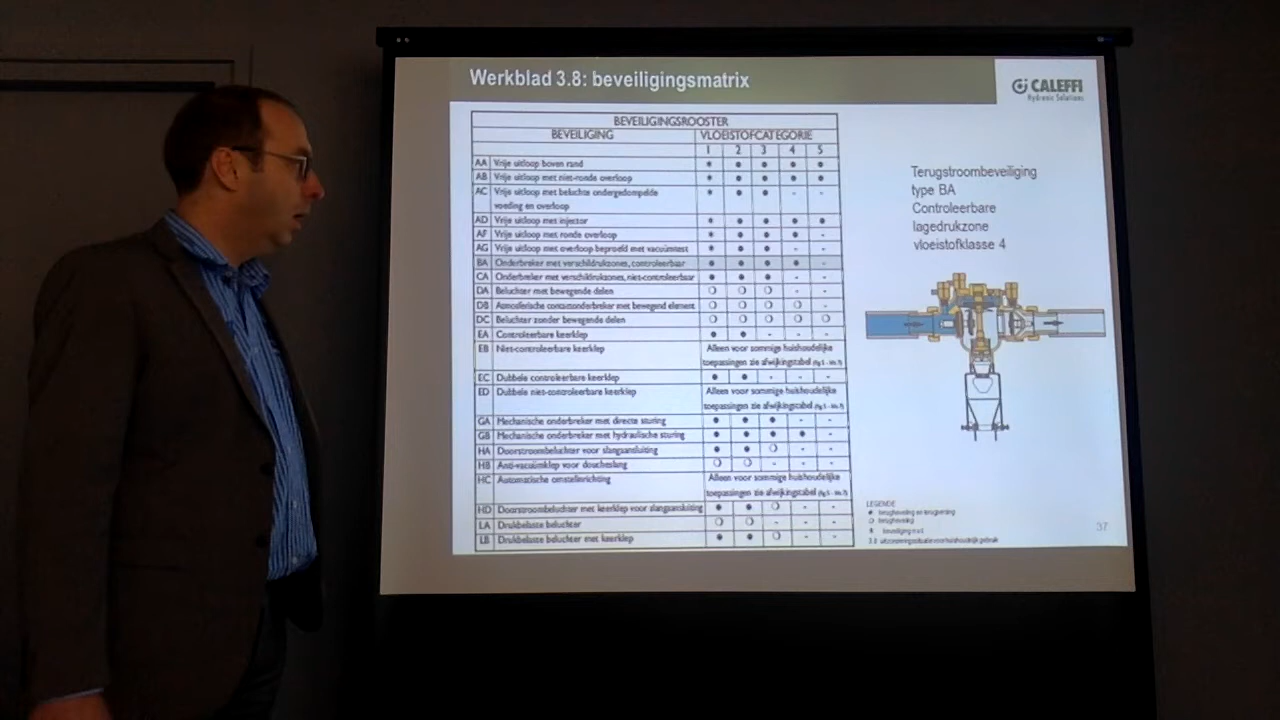 Werkblad 3.8: beveiligingsmatrix
CALEFFI
Hydronic Solutions
BEVEILIGINGSROOSTER
BEVEILIGING VLOEISTOFCATEGORIE
1 2 3 4 5
AA Vrije uitloop boven rand * ● ● ● ●
AB Vrije uitloop met niet-ronde overloop * ● ● ● ●
AC Vrije uitloop met beluchte ondergedompelde * ● ● - -
voeding en overloop
AD Vrije uitloop met injector * ● ● ● ●
AF Vrije uitloop met ronde overloop * ● ● ● -
AG Vrije uitloop met overloop beproefd met vacuümtest * ● ● - -
BA Onderbreker met verschildrukzones, controleerbaar ● ● ● ● -
CA Onderbreker met verschildrukzones, niet-controleerbaar ● ● ● - -
DA Beluchter met bewegende delen ❍ ❍ ❍ - -
DB Atmosferische onderbreker met bewegend element ❍ ❍ ❍ ❍ -
DC Beluchter zonder bewegende delen ❍ ❍ ❍ ❍ ❍
EA Controleerbare keerklep ● ● - - -
EB Niet-controleerbare keerklep Alleen voor sommige huishoudelijke
toepassingen zie afwijkingstabel
EC Dubbele controleerbare keerklep ● ● - - -
ED Dubbele niet-controleerbare keerklep Alleen voor sommige huishoudelijke
toepassingen zie afwijkingstabel
GA Mechanische onderbreker met directe sturing ● ● ● - -
GB Mechanische onderbreker met hydraulische sturing ● ● ● ● -
HA Doorstroombeluchter voor slangaansluiting ● ● ❍ - -
HB Anti-vacuümklep voor doucheslang ❍ ❍ - - -
HC Automatische omstelinrichting Alleen voor sommige huishoudelijke
toepassingen zie afwijkingstabel
HD Doorstroombeluchter met keerklep voor slangaansluiting ● ● ❍ - -
LA Drukbelaste beluchter ❍ ❍ - - -
LB Drukbelaste beluchter met keerklep ● ● ❍ - -
Terugstroombeveiliging
type BA
Controleerbare
lagedrukzone
vloeistofklasse 4
LEGENDE
● terugheveling en terugpersing
❍ terugheveling
37